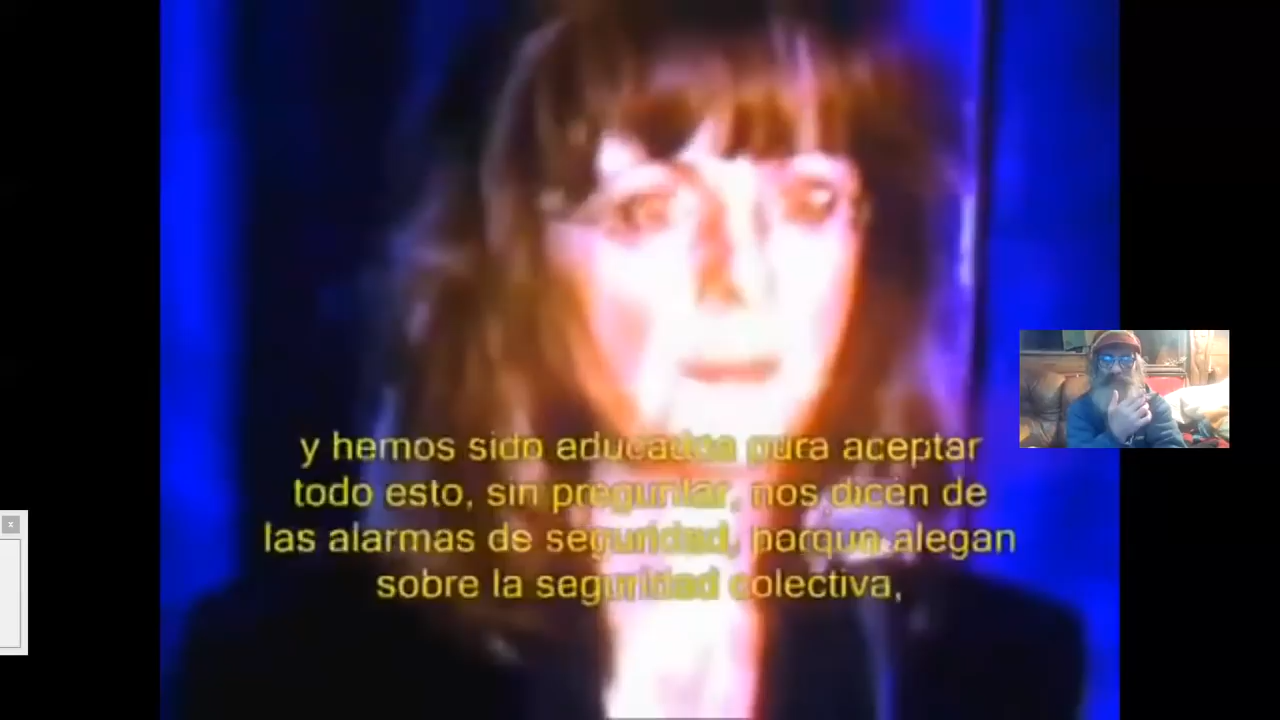 y hemos sido educados para aceptar
todo esto, sin preguntar, nos dicen de
las alarmas de seguridad, porque alegan
sobre la seguridad colectiva,
x